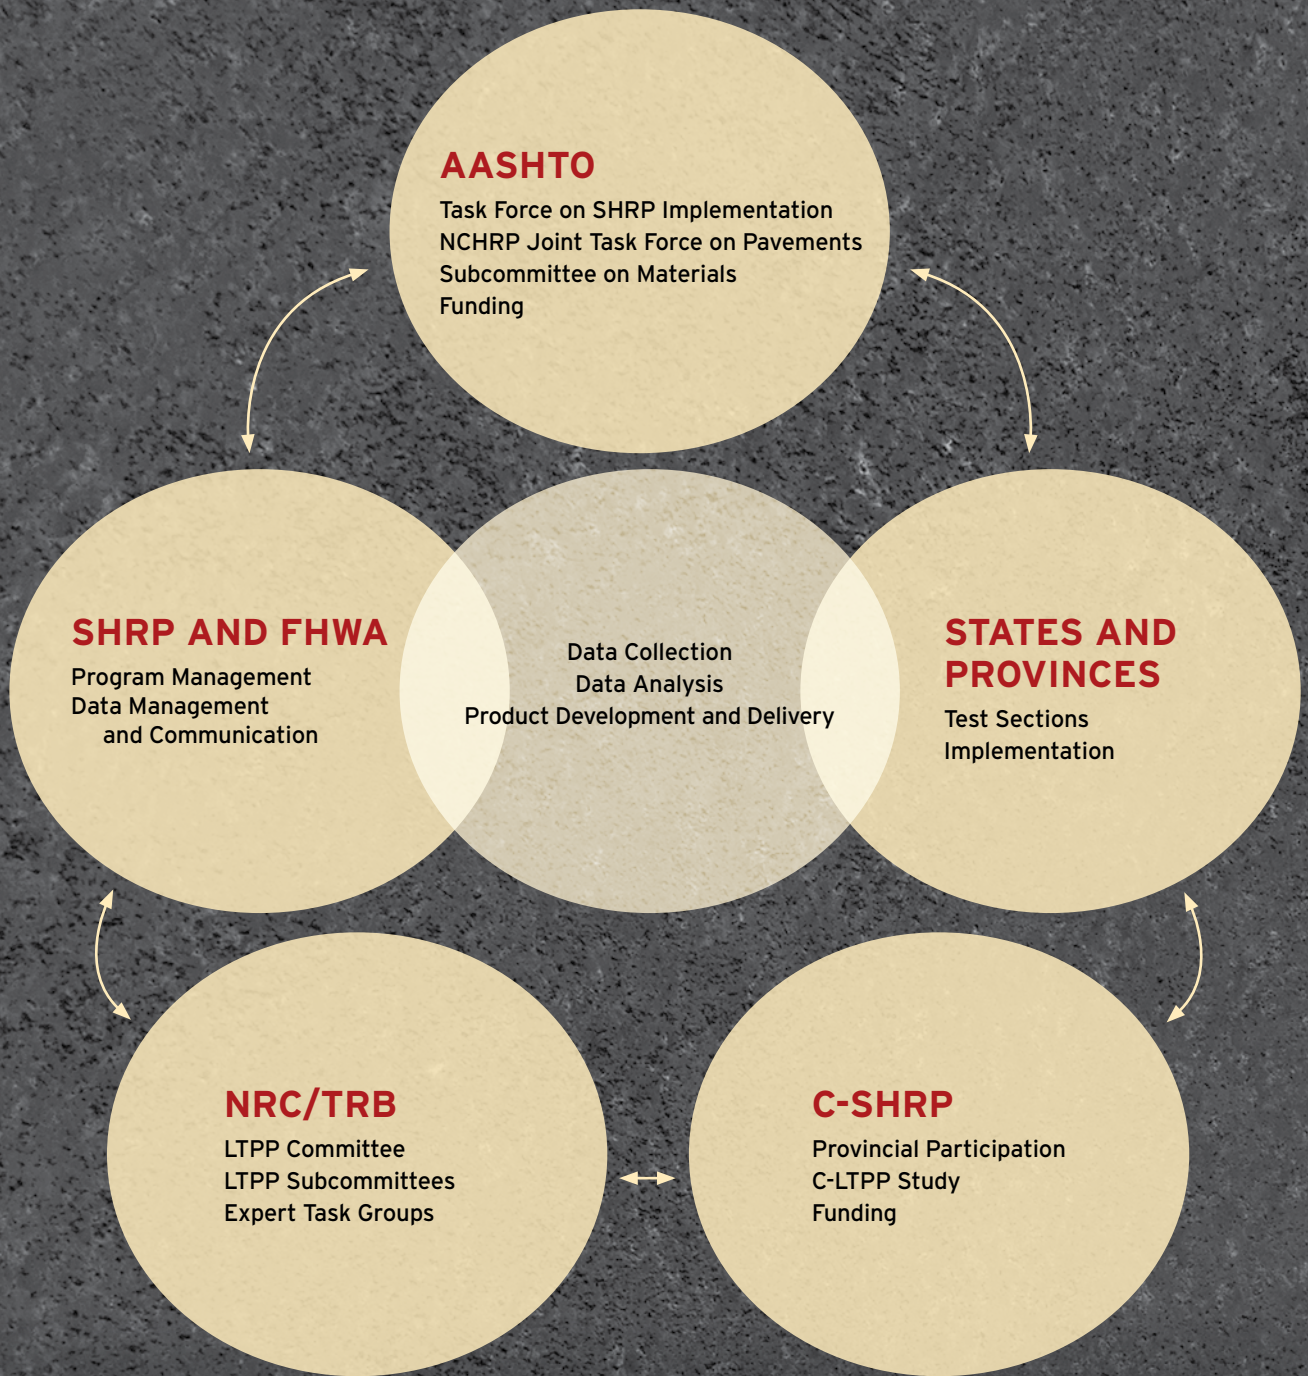 AASHTO
Task Force on SHRP Implementation
NCHRP Joint Task Force on Pavements
Subcommittee on Materials
Funding
SHRP AND FHWA
Program Management
Data Management
and Communication
Data Collection
Data Analysis
Product Development and Delivery
STATES AND
PROVINCES
Test Sections
Implementation
NRC/TRB
LTPP Committee
LTPP Subcommittees
Expert Task Groups
C-SHRP
Provincial Participation
C-LTPP Study
Funding